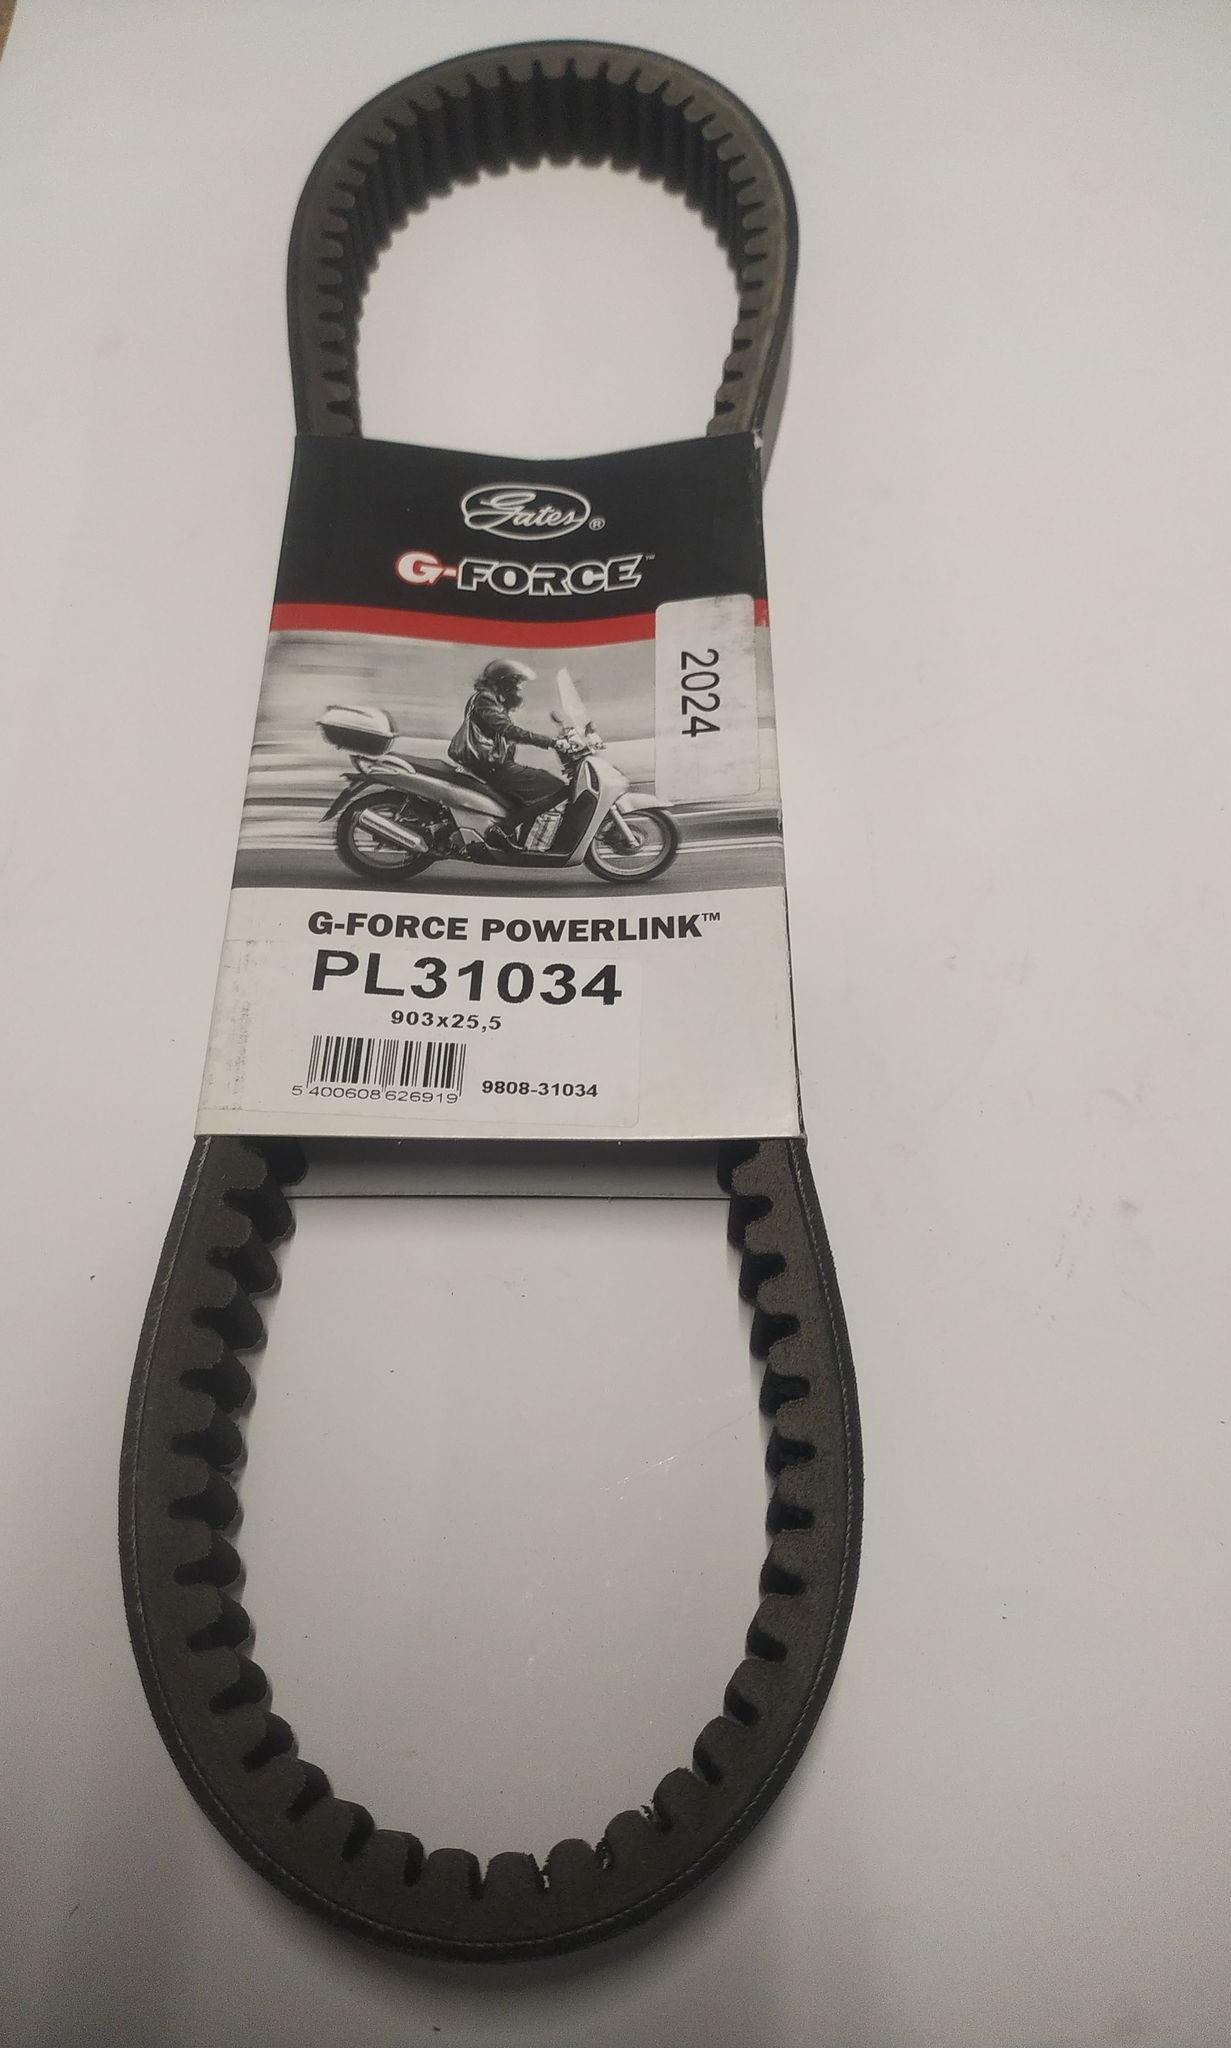 Gates®
G-FORCE™
2024
G-FORCE POWERLINK™
PL31034
903x25,5
5 400608 626919
9808-31034